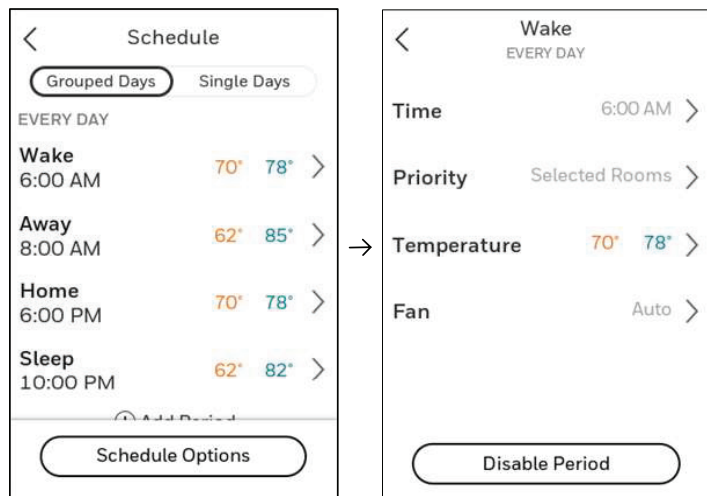 Schedule
Grouped Days Single Days
EVERY DAY
Wake
6:00 AM
70° 78°
Away
8:00 AM
62° 85°
Home
6:00 PM
70° 78°
Sleep
10:00 PM
62° 82°
Add Period
Schedule Options
Wake
EVERY DAY
Time 6:00 AM
Priority Selected Rooms
Temperature 70° 78°
Fan Auto
Disable Period